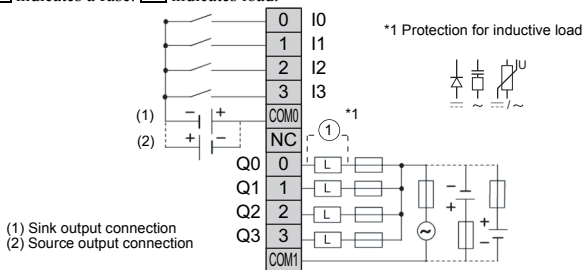 indicates a fuse. indicates load.
0 I0
1 I1
2 I2
3 I3
*1 Protection for inductive load
U
(1) − + COM0
(2) + −
NC
1 *1
Q0 0 L
Q1 1 L
Q2 2 L
Q3 3 L
COM1
− +
+ −
(1) Sink output connection
(2) Source output connection